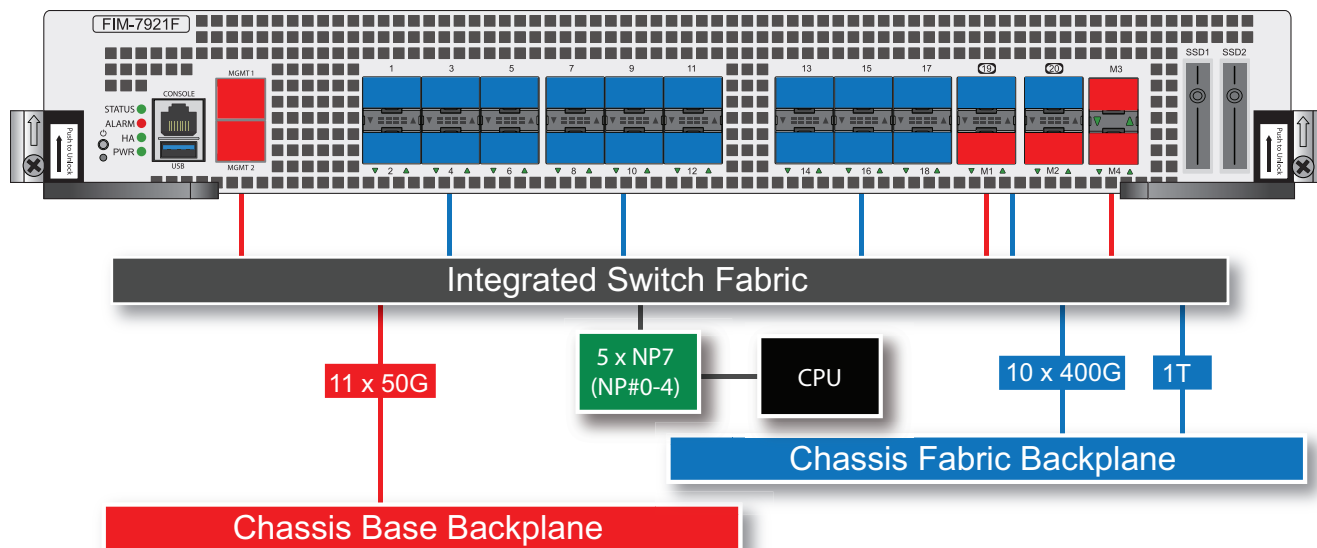 FIM-7921F
SSD1 SSD2
MGMT 1
1 3 5 7 9 11 13 15 17 19 20 M3
CONSOLE
STATUS
ALARM
HA
PWR
USB
MGMT 2
2 4 6 8 10 12 14 16 18 M1 M2 M4
Push to Unlock
Push to Unlock
Integrated Switch Fabric
11 x 50G
5 x NP7
(NP#0-4)
CPU
10 x 400G
1T
Chassis Fabric Backplane
Chassis Base Backplane